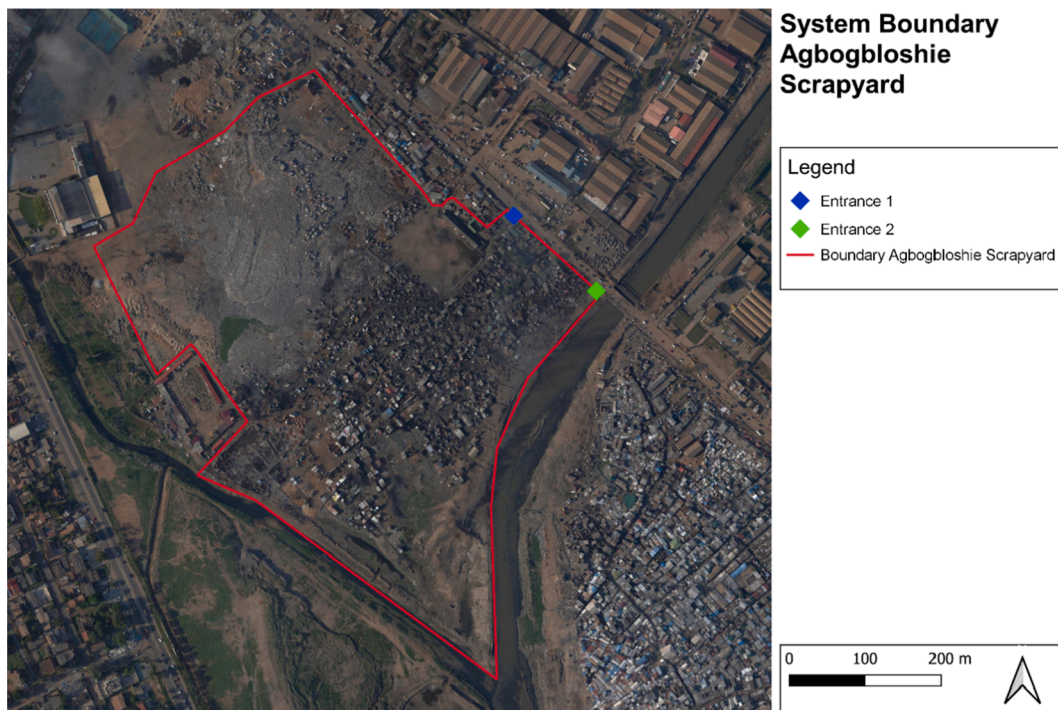 System Boundary
Agbogbloshie
Scrapyard
Legend
Entrance 1
Entrance 2
Boundary Agbogbloshie Scrapyard
0 100 200 m